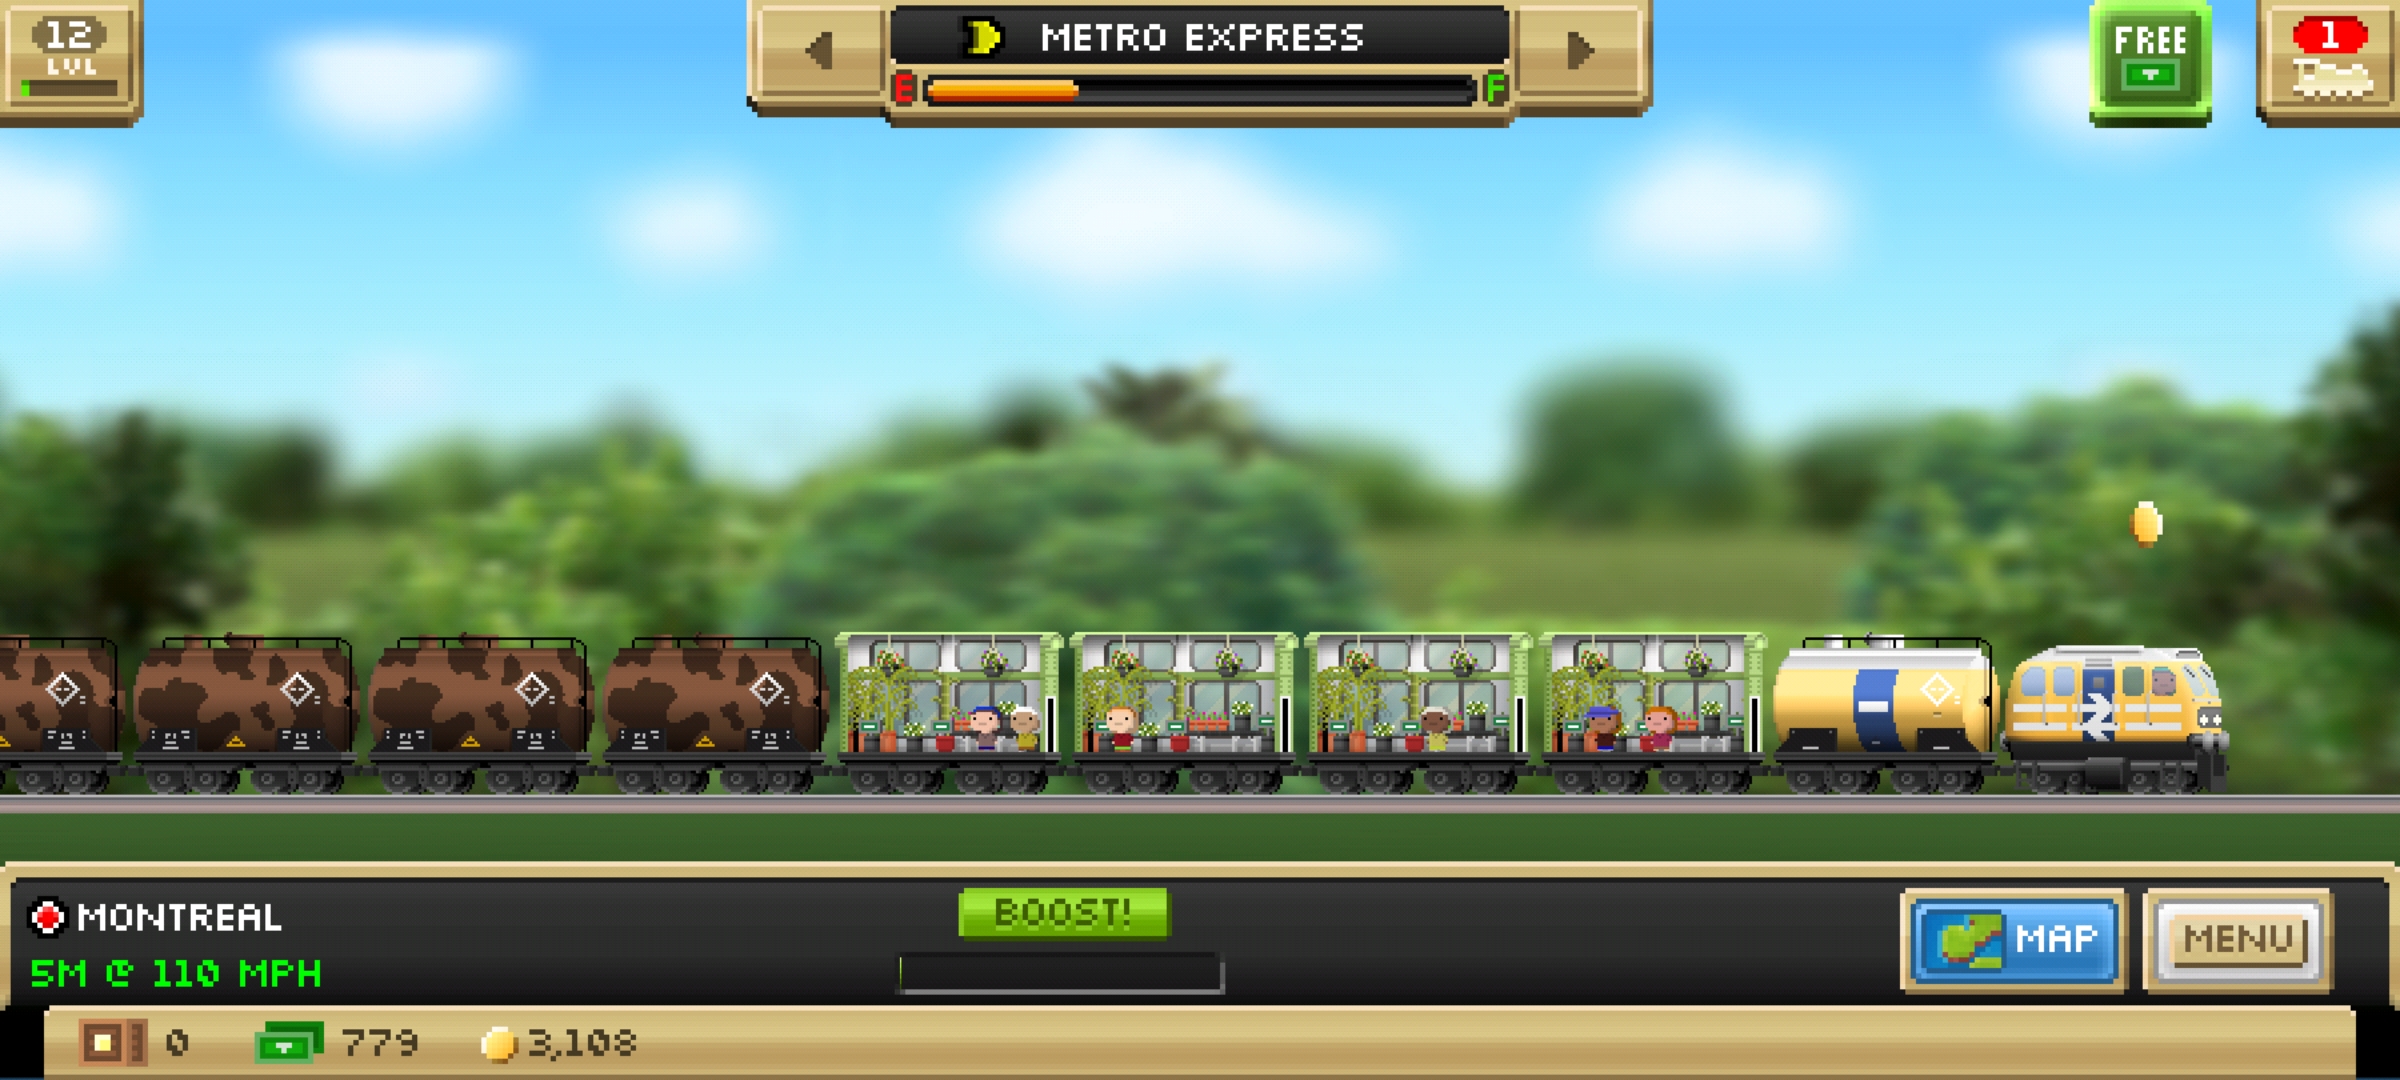 12
LVL
METRO EXPRESS
E F
FREE
1
MONTREAL
5M @ 110 MPH
BOOST!
MAP
MENU
0 779 3,108